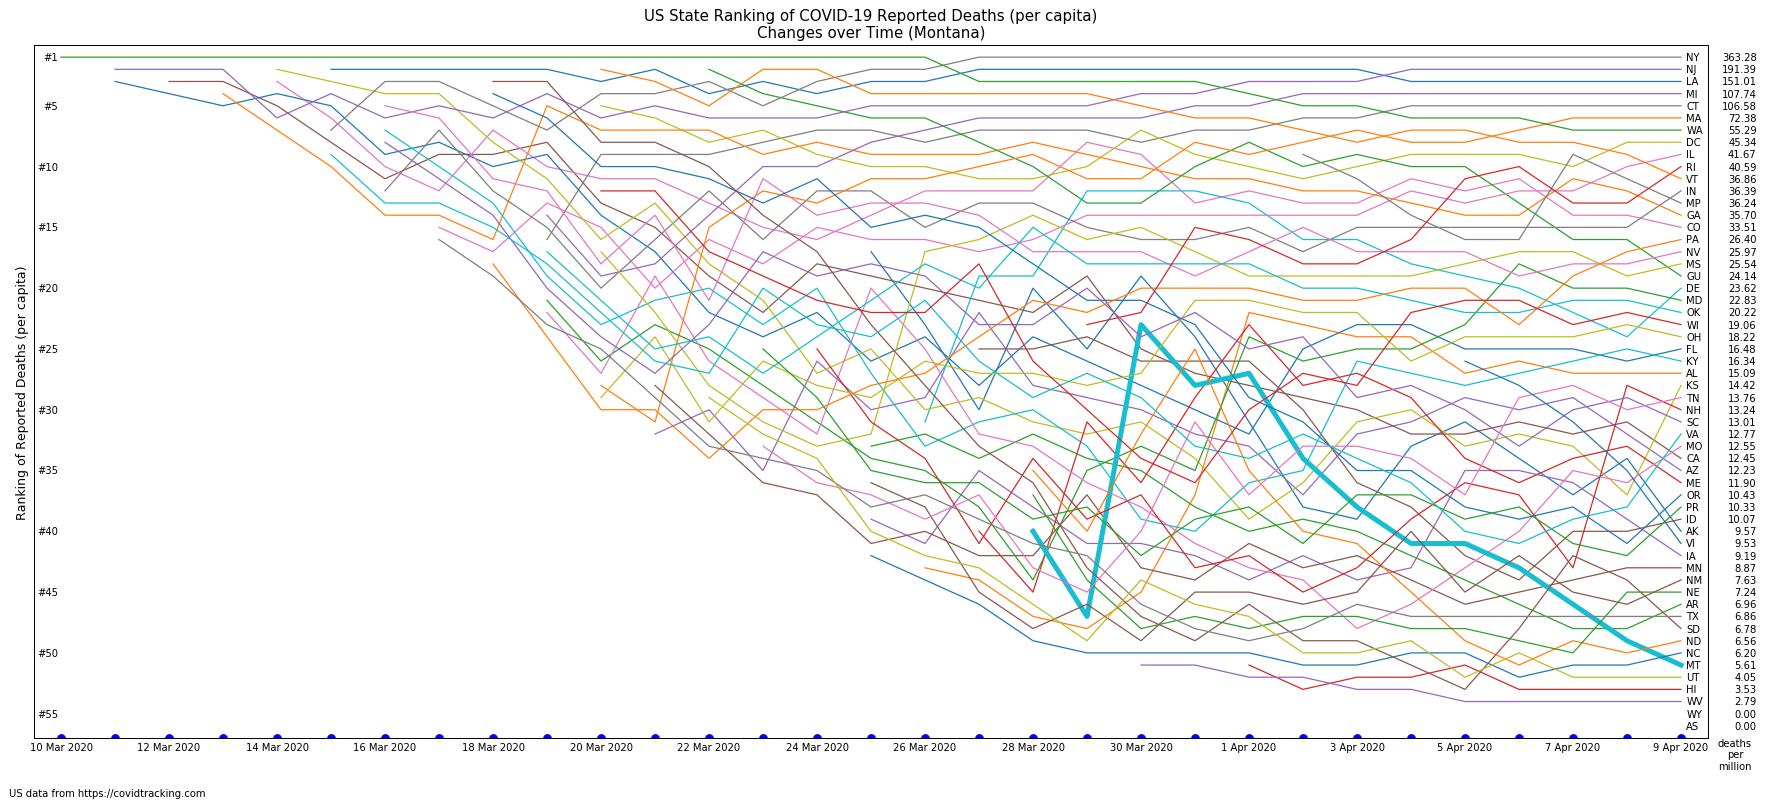 US State Ranking of COVID-19 Reported Deaths (per capita)
Changes over Time (Montana)
Ranking of Reported Deaths (per capita)
#1
#5
#10
#15
#20
#25
#30
#35
#40
#45
#50
#55
NY 363.28
NJ 191.39
LA 151.01
MI 107.74
CT 106.58
MA 72.38
WA 55.29
DC 45.34
IL 41.67
RI 40.59
VT 36.86
IN 36.39
MP 36.24
GA 35.70
CO 33.51
PA 26.40
NV 25.97
MS 25.54
GU 24.14
DE 23.62
MD 22.83
OK 20.22
WI 19.06
OH 18.22
FL 16.48
KY 16.34
AL 15.09
KS 14.42
TN 13.76
NH 13.24
SC 13.01
VA 12.77
MO 12.55
CA 12.45
AZ 12.23
ME 11.90
OR 10.43
PR 10.33
ID 10.07
AK 9.57
VI 9.53
IA 9.19
MN 8.87
NM 7.63
NE 7.24
AR 6.96
TX 6.86
SD 6.78
ND 6.56
NC 6.20
MT 5.61
UT 4.05
HI 3.53
WV 2.79
WY 0.00
AS 0.00
10 Mar 2020 12 Mar 2020 14 Mar 2020 16 Mar 2020 18 Mar 2020 20 Mar 2020 22 Mar 2020 24 Mar 2020 26 Mar 2020 28 Mar 2020 30 Mar 2020 1 Apr 2020 3 Apr 2020 5 Apr 2020 7 Apr 2020 9 Apr 2020
deaths
per
million
US data from https://covidtracking.com